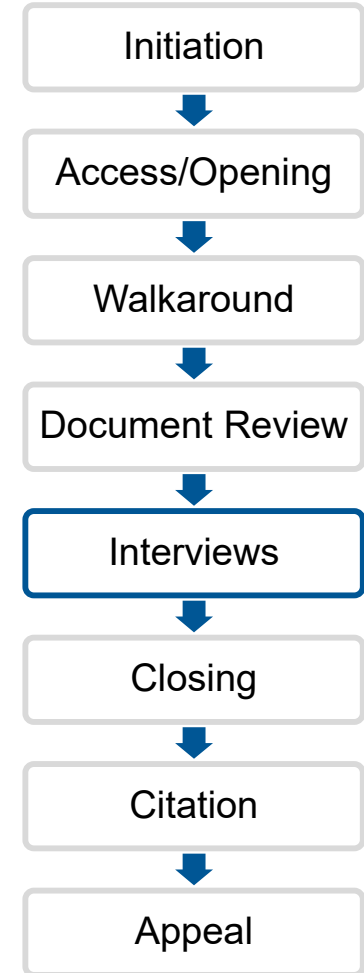 Initiation
Access/Opening
Walkaround
Document Review
Interviews
Closing
Citation
Appeal